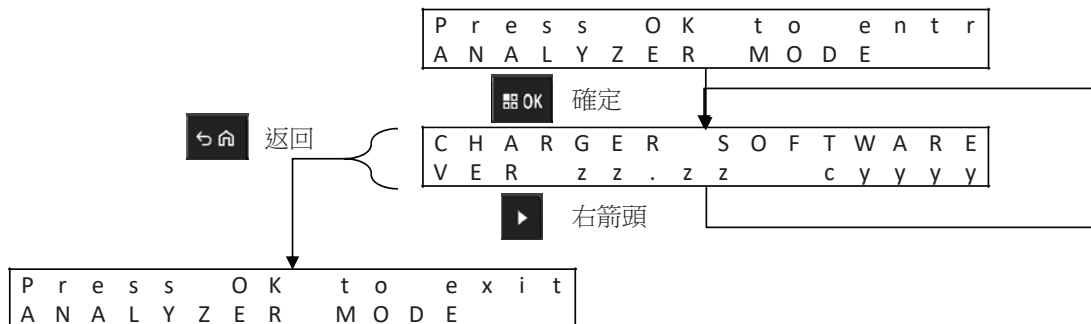 Press OK to entr
ANALYZER MODE
OK 確定
返回
CHARGER SOFTWARE
VER zz.zz cyyyy
右箭頭
Press OK to exit
ANALYZER MODE